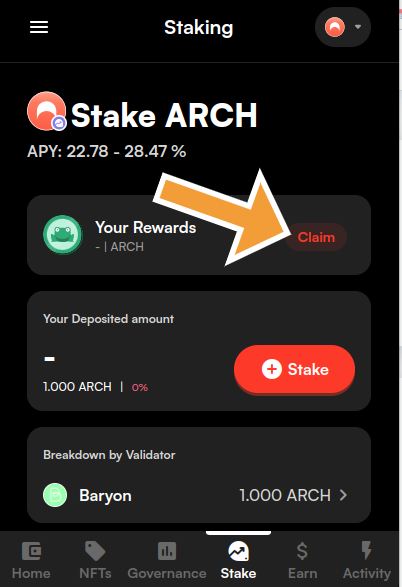 Staking
Stake ARCH
APY: 22.78 - 28.47 %
Your Rewards
- | ARCH
Claim
Your Deposited amount
-
1.000 ARCH | 0%
Stake
Breakdown by Validator
Baryon
1.000 ARCH
Home
NFTs
Governance
Stake
Earn
Activity